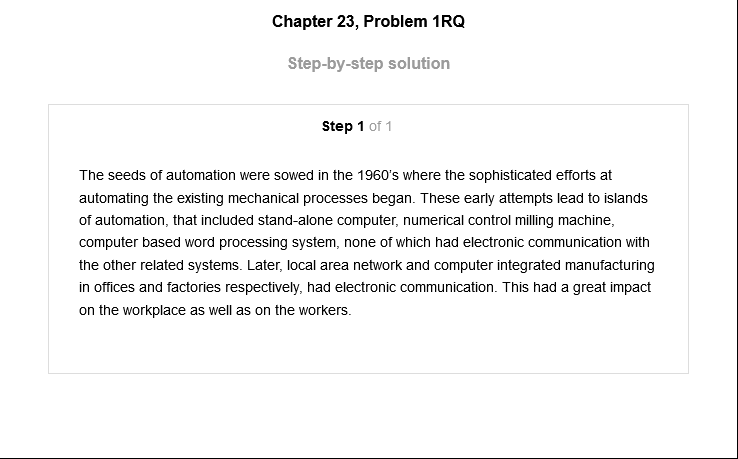 Chapter 23, Problem 1RQ
Step-by-step solution
Step 1 of 1
The seeds of automation were sowed in the 1960's where the sophisticated efforts at
automating the existing mechanical processes began. These early attempts lead to islands
of automation, that included stand-alone computer, numerical control milling machine,
computer based word processing system, none of which had electronic communication with
the other related systems. Later, local area network and computer integrated manufacturing
in offices and factories respectively, had electronic communication. This had a great impact
on the workplace as well as on the workers.